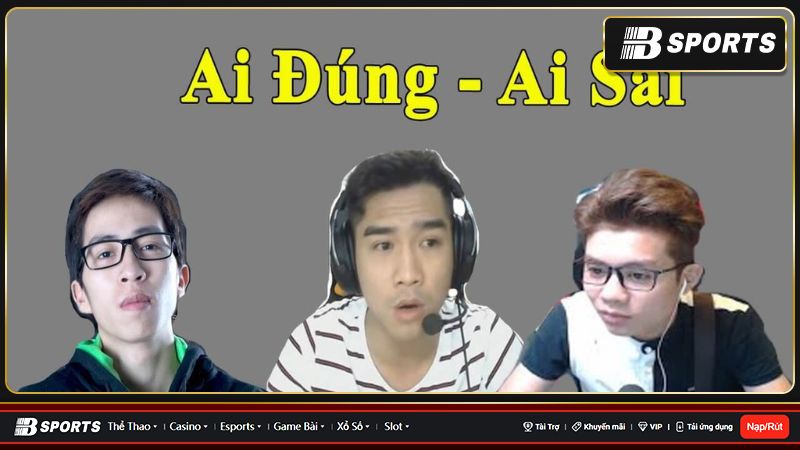 B SPORTS
Ai Đúng - Ai Sai
B SPORTS Thể Thao Casino Esports Game Bài Xổ Số Slot Tài Trợ Khuyến mãi VIP Tải ứng dụng Nạp/Rút